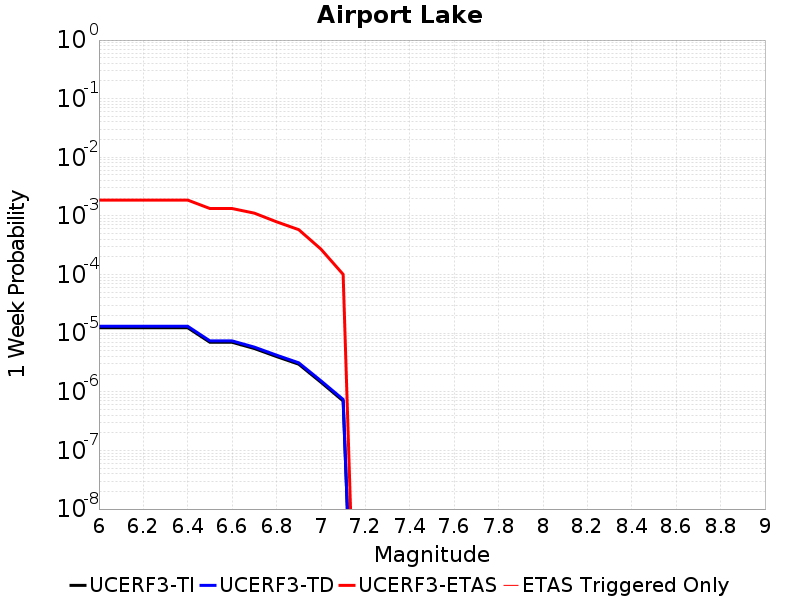 Airport Lake
10^0
10^-1
10^-2
10^-3
10^-4
10^-5
10^-6
10^-7
10^-8
1 Week Probability
6 6.2 6.4 6.6 6.8 7 7.2 7.4 7.6 7.8 8 8.2 8.4 8.6 8.8 9
Magnitude
UCERF3-TI UCERF3-TD UCERF3-ETAS ETAS Triggered Only